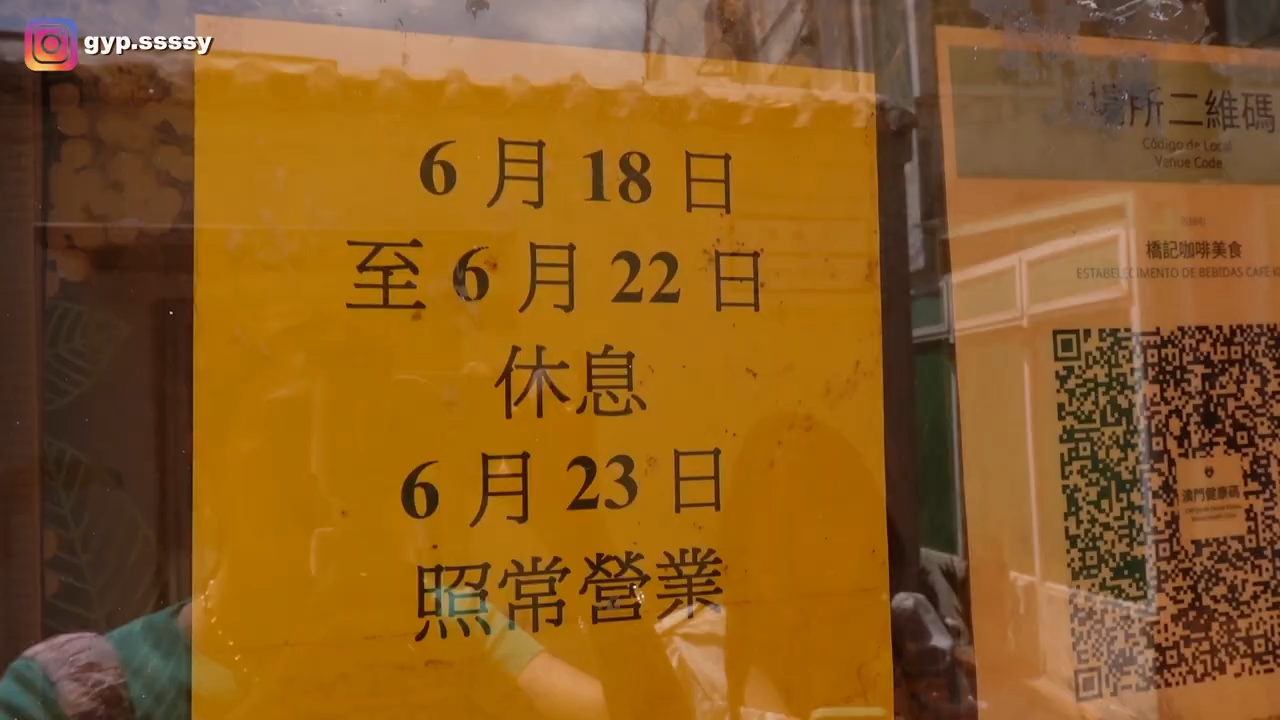 gyp.ssssy
6月18日
至6月22日
休息
6月23日
照常營業
場所二維碼
Código de Local
Venue Code
橋記咖啡美食
ESTABELECIMENTO DE BEBIDAS CAFE
澳門健康碼